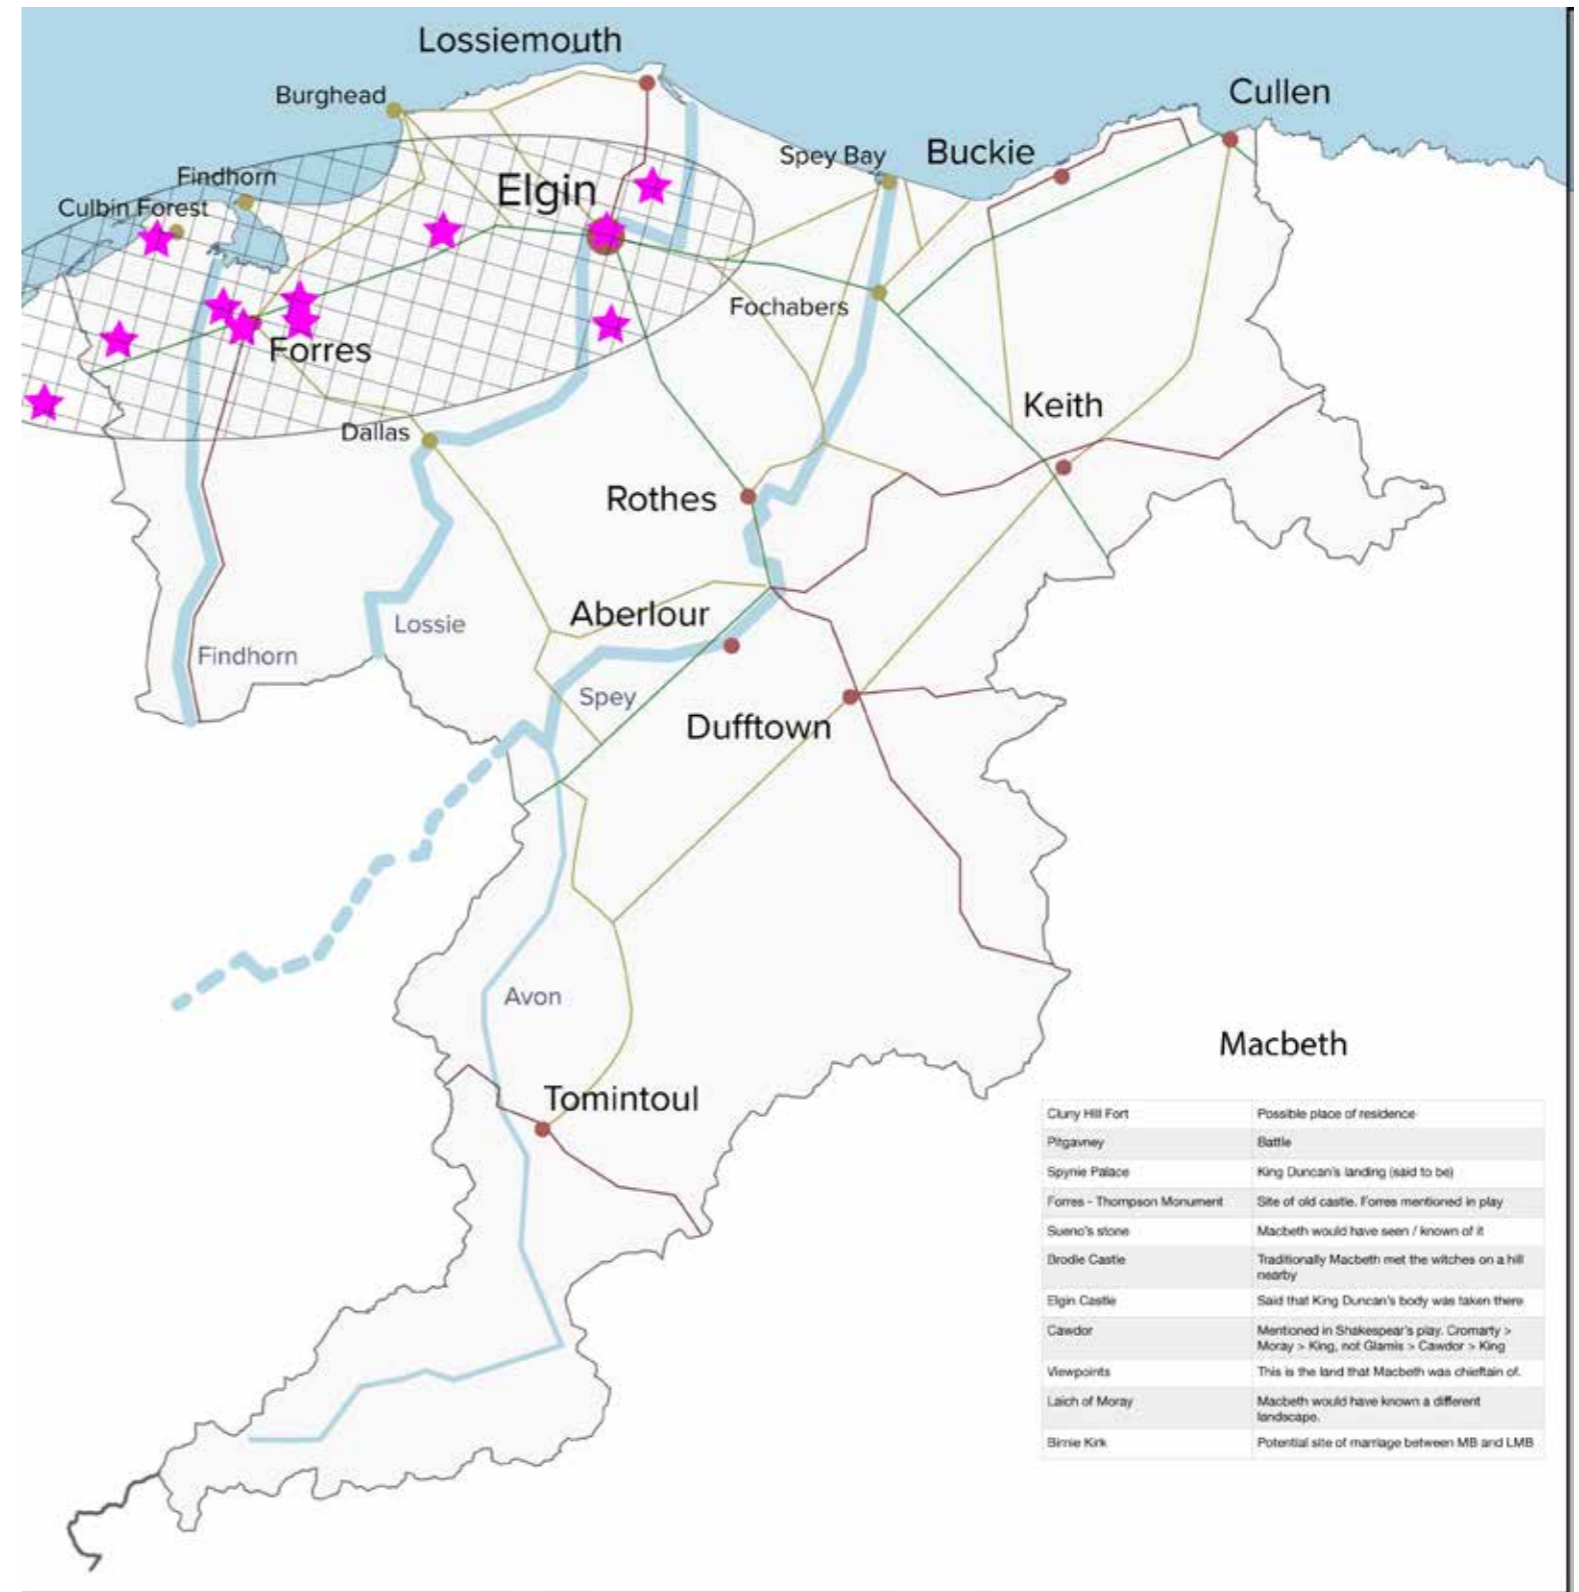 Lossiemouth
Cullen
Burghead
Buckie
Spey Bay
Findhorn
Elgin
Culbin Forest
Fochabers
Forres
Keith
Dallas
Rothes
Aberlour
Lossie
Findhorn
Spey
Dufftown
Avon
Macbeth
Tomintoul
Cluny Hill Fort Possible place of residence
Pitgavney Battle
Spynie Palace King Duncan's landing (said to be)
Forres - Thompson Monument Site of old castle. Forres mentioned in play
Sueno's stone Macbeth would have seen / known of it
Brodie Castle Traditionally Macbeth met the witches on a hill
nearby
Elgin Castle Said that King Duncan's body was taken there
Cawdor Mentioned in Shakespear's play. Cromarty >
Moray > King, not Glamis > Cawdor > King
Viewpoints This is the land that Macbeth was chieftain of.
Laich of Moray Macbeth would have known a different
landscape.
Birnie Kirk Potential site of marriage between MB and LMB